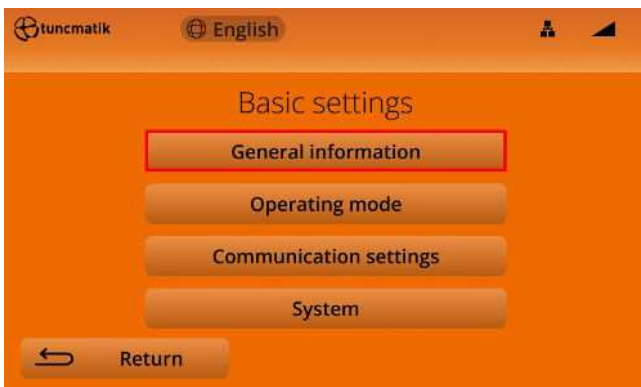 tuncmatik
English
Basic settings
General information
Operating mode
Communication settings
System
Return